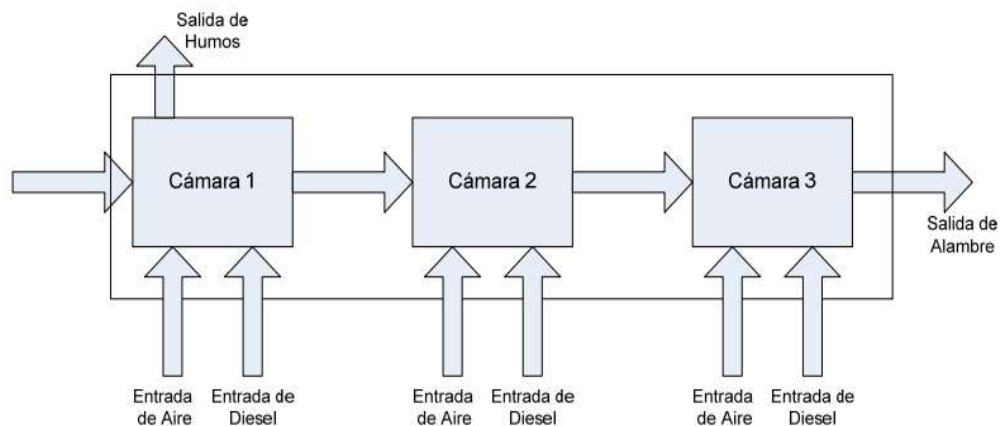 Salida de
Humos
Cámara 1
Cámara 2
Cámara 3
Salida de
Alambre
Entrada
de Aire
Entrada de
Diesel
Entrada
de Aire
Entrada de
Diesel
Entrada
de Aire
Entrada de
Diesel